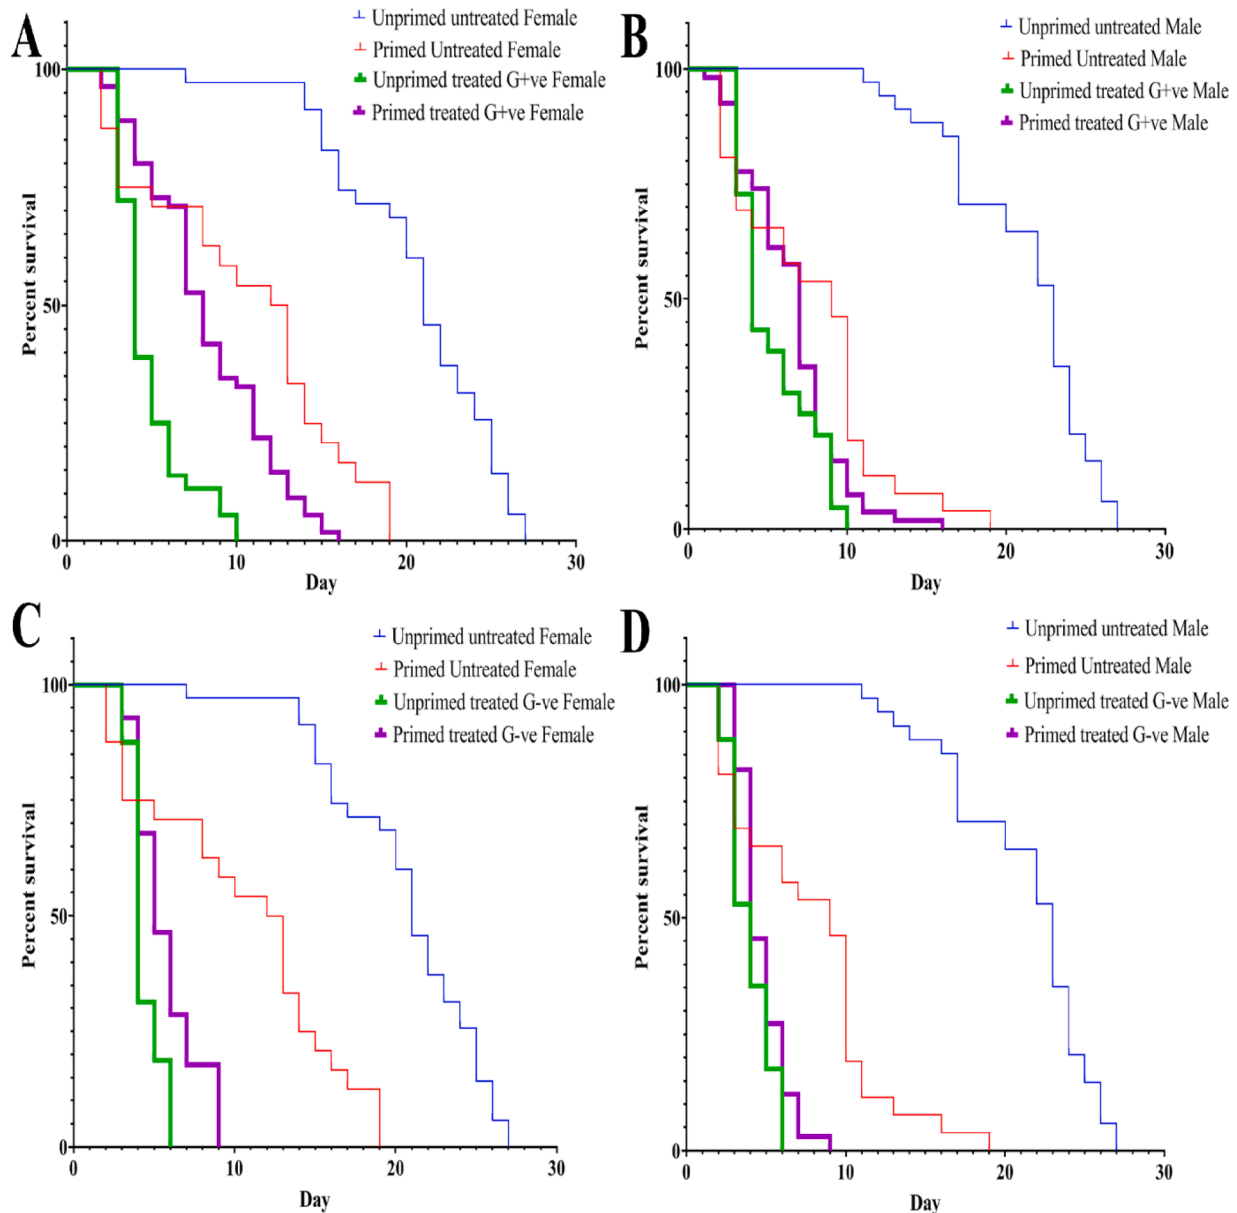 A
Unprimed untreated Female
Primed Untreated Female
Unprimed treated G+ve Female
Primed treated G+ve Female
100
50
0
Percent survival
0 10 20 30
Day
B
Unprimed untreated Male
Primed Untreated Male
Unprimed treated G+ve Male
Primed treated G+ve Male
100
50
0
Percent survival
0 10 20 30
Day
C
Unprimed untreated Female
Primed Untreated Female
Unprimed treated G-ve Female
Primed treated G-ve Female
100
50
0
Percent survival
0 10 20 30
Day
D
Unprimed untreated Male
Primed Untreated Male
Unprimed treated G-ve Male
Primed treated G-ve Male
100
50
0
Percent survival
0 10 20 30
Day